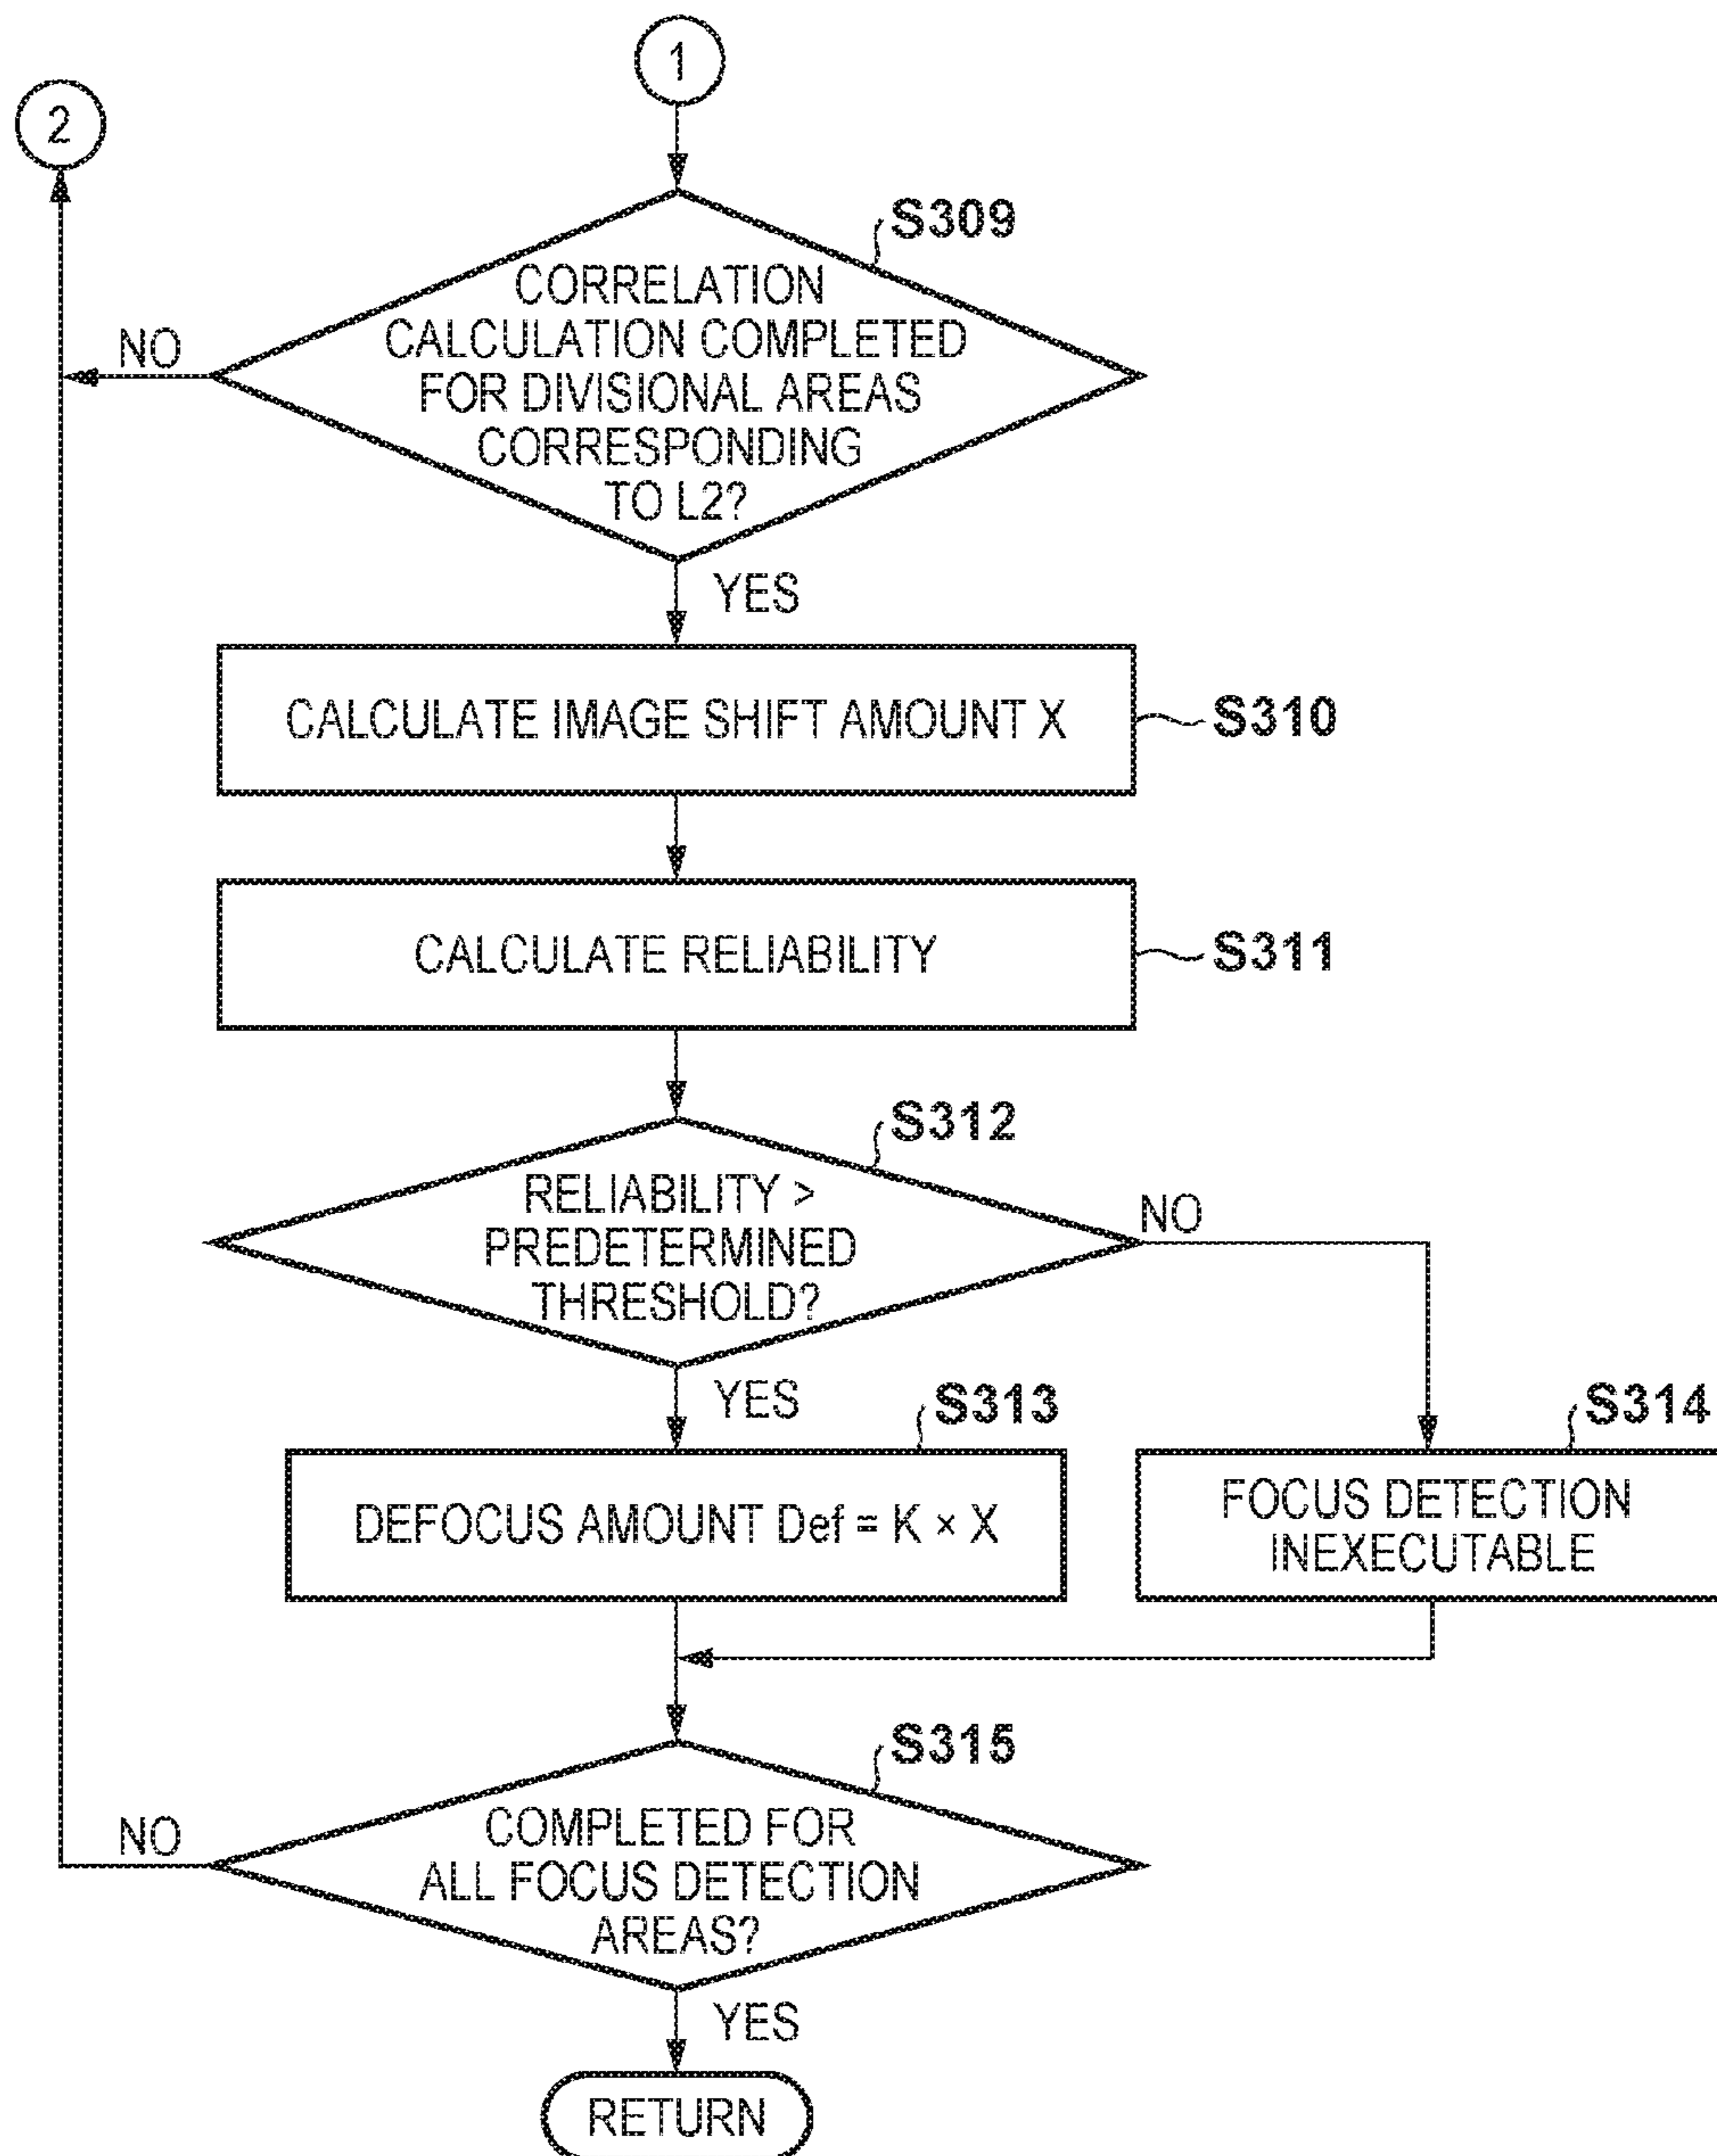 1
2
S309
CORRELATION
CALCULATION COMPLETED
FOR DIVISIONAL AREAS
CORRESPONDING
TO L2?
NO
YES
CALCULATE IMAGE SHIFT AMOUNT X
S310
CALCULATE RELIABILITY
S311
S312
RELIABILITY >
PREDETERMINED
THRESHOLD?
NO
YES
S313
DEFOCUS AMOUNT Def = K × X
S314
FOCUS DETECTION
INEXECUTABLE
S315
COMPLETED FOR
ALL FOCUS DETECTION
AREAS?
NO
YES
RETURN